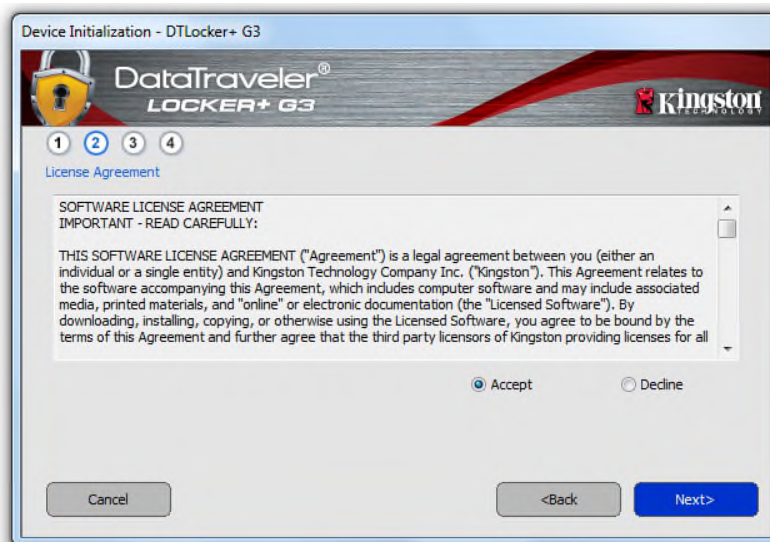 Device Initialization - DTLocker+ G3
DataTraveler®
LOCKER+ G3
Kingston
TECHNOLOGY
1 2 3 4
License Agreement
SOFTWARE LICENSE AGREEMENT
IMPORTANT - READ CAREFULLY:
THIS SOFTWARE LICENSE AGREEMENT ("Agreement") is a legal agreement between you (either an
individual or a single entity) and Kingston Technology Company Inc. ("Kingston"). This Agreement relates to
the software accompanying this Agreement, which includes computer software and may include associated
media, printed materials, and "online" or electronic documentation (the "Licensed Software"). By
downloading, installing, copying, or otherwise using the Licensed Software, you agree to be bound by the
terms of this Agreement and further agree that the third party licensors of Kingston providing licenses for all
Accept Decline
Cancel <Back Next>